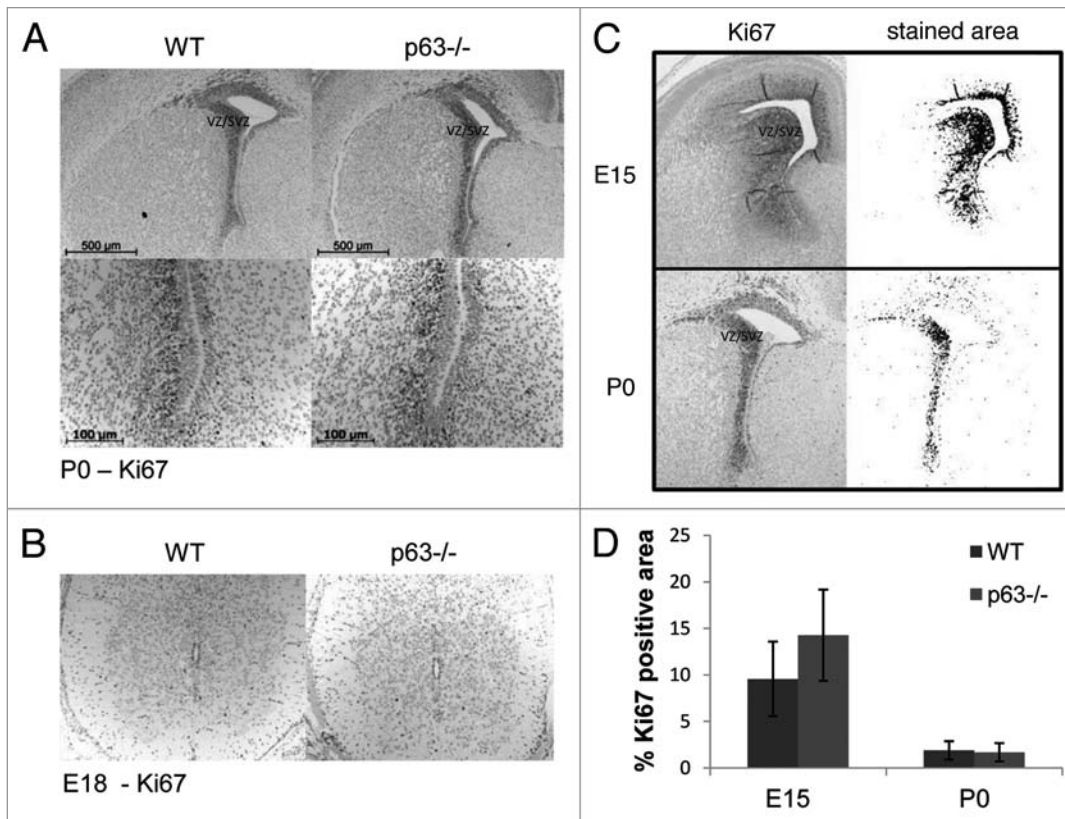 A
WT
p63-/-
VZ/SVZ
VZ/SVZ
500 µm
500 µm
100 µm
100 µm
P0 – Ki67
B
WT
p63-/-
E18 - Ki67
C
Ki67
stained area
E15
VZ/SVZ
P0
VZ/SVZ
D
% Ki67 positive area
25
20
15
10
5
0
WT
p63-/-
E15
P0